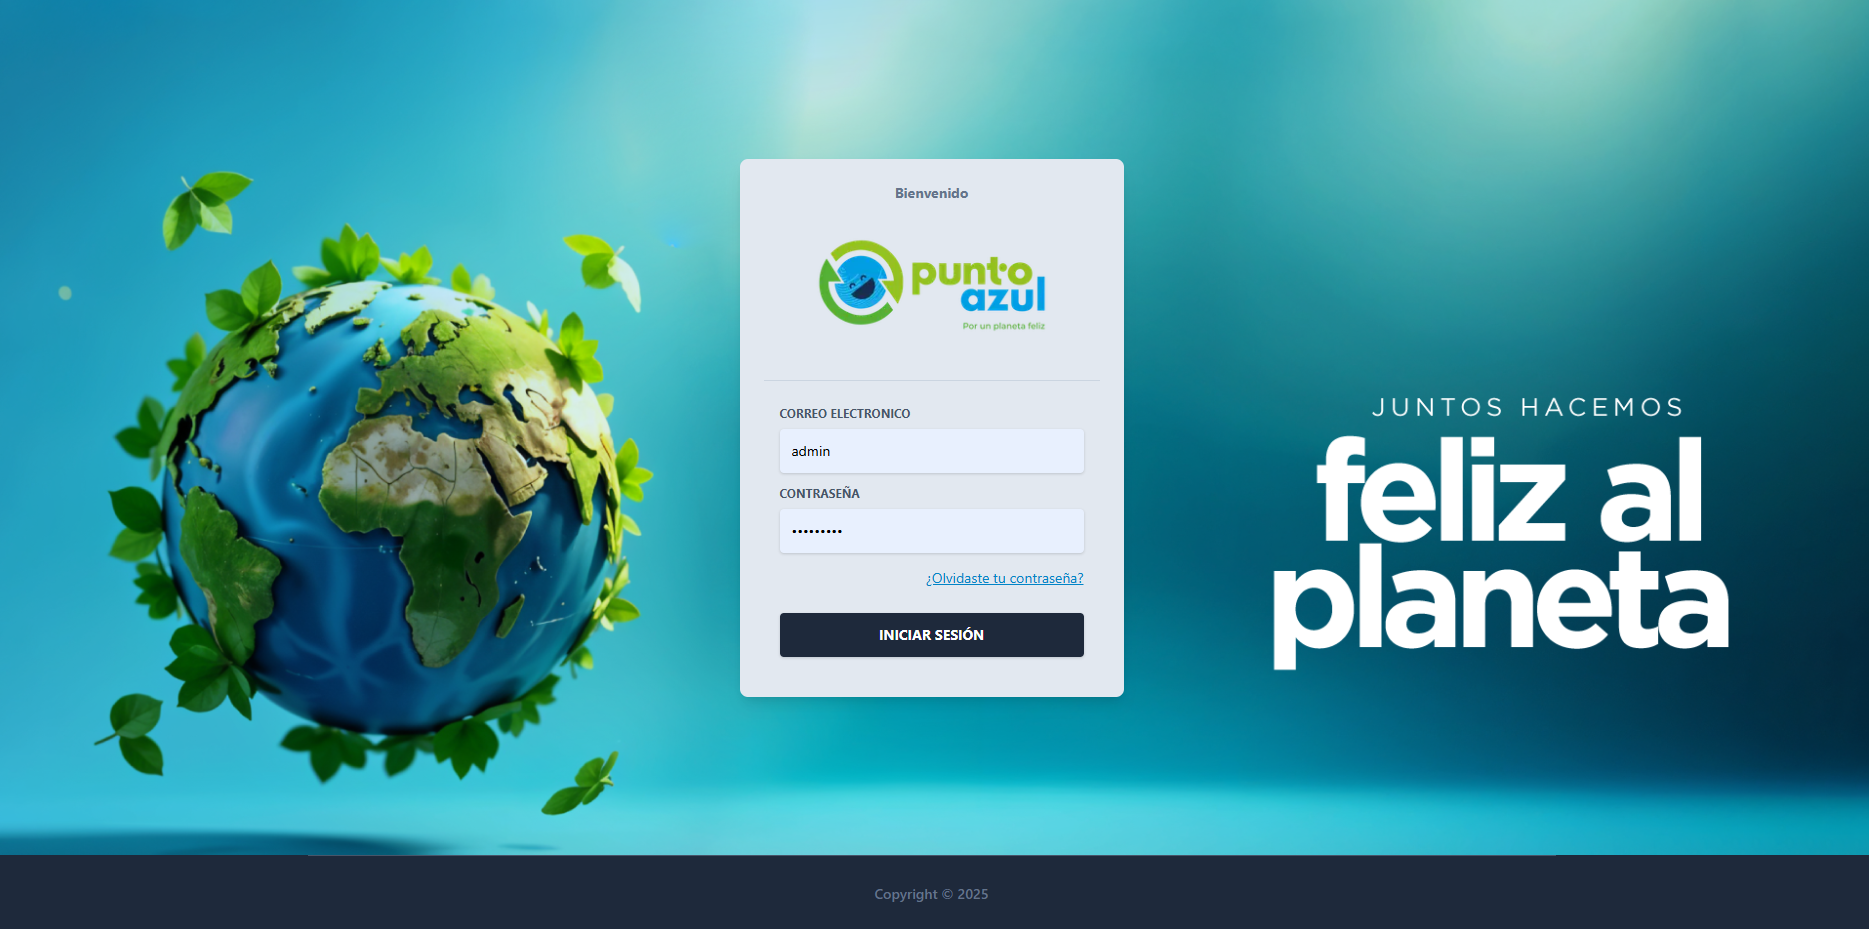 Bienvenido
punto
azul
Por un planeta feliz
CORREO ELECTRONICO
admin
CONTRASEÑA
•••••••••
¿Olvidaste tu contraseña?
INICIAR SESIÓN
JUNTOS HACEMOS
feliz al
planeta
Copyright © 2025